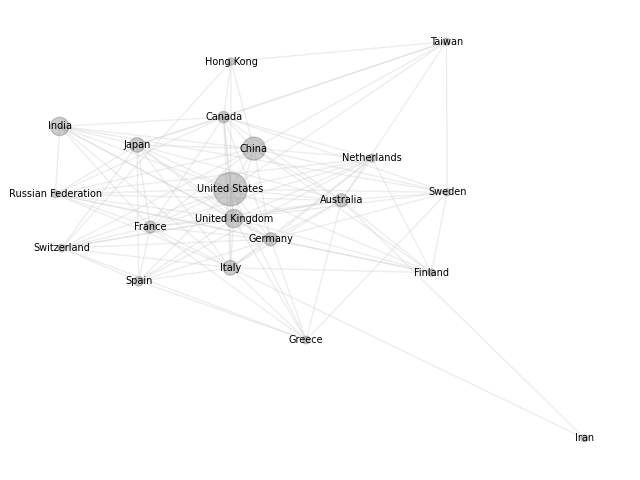 Taiwan
Hong Kong
Canada
India
Japan
China
Netherlands
United States
Sweden
Russian Federation
Australia
United Kingdom
France
Germany
Switzerland
Italy
Finland
Spain
Greece
Iran